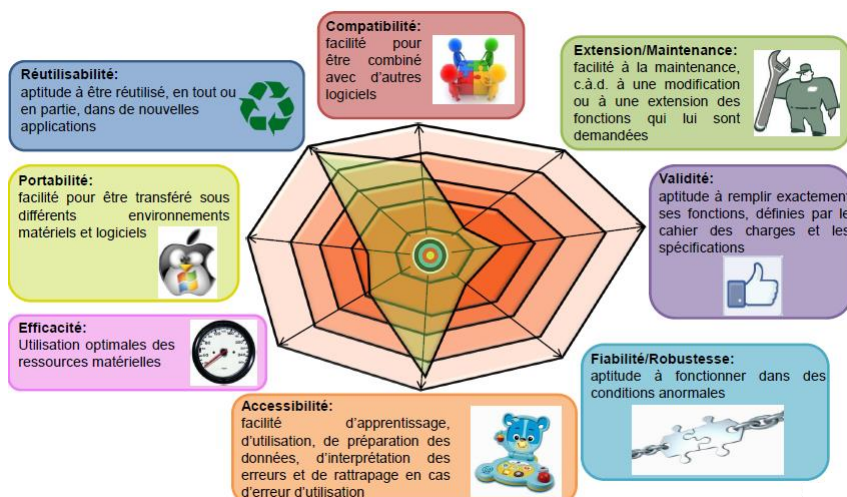 Compatibilité:
facilité pour
être combiné
avec d'autres
logiciels
Réutilisabilité:
aptitude à être réutilisé, en tout ou
en partie, dans de nouvelles
applications
Extension/Maintenance:
facilité à la maintenance,
c.à.d. à une modification
ou à une extension des
fonctions qui lui sont
demandées
Portabilité:
facilité pour être transféré sous
différents environnements
matériels et logiciels
Validité:
aptitude à remplir exactement
ses fonctions, définies par le
cahier des charges et les
spécifications
Efficacité:
Utilisation optimales des
ressources matérielles
Fiabilité/Robustesse:
aptitude à fonctionner dans des
conditions anormales
Accessibilité:
facilité d'apprentissage,
d'utilisation, de préparation des
données, d'interprétation des
erreurs et de rattrapage en cas
d'erreur d'utilisation